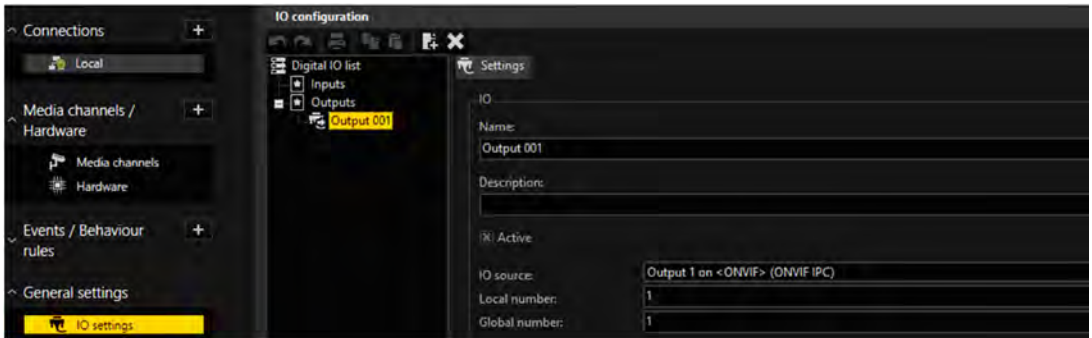 Connections
Local
Media channels /
Hardware
Media channels
Hardware
Events / Behaviour
rules
General settings
IO settings
IO configuration
Digital IO list
Inputs
Outputs
Output 001
Settings
IO
Name:
Output 001
Description:
Active
IO source:
Output 1 on <ONVIF> (ONVIF IPC)
Local number:
1
Global number:
1